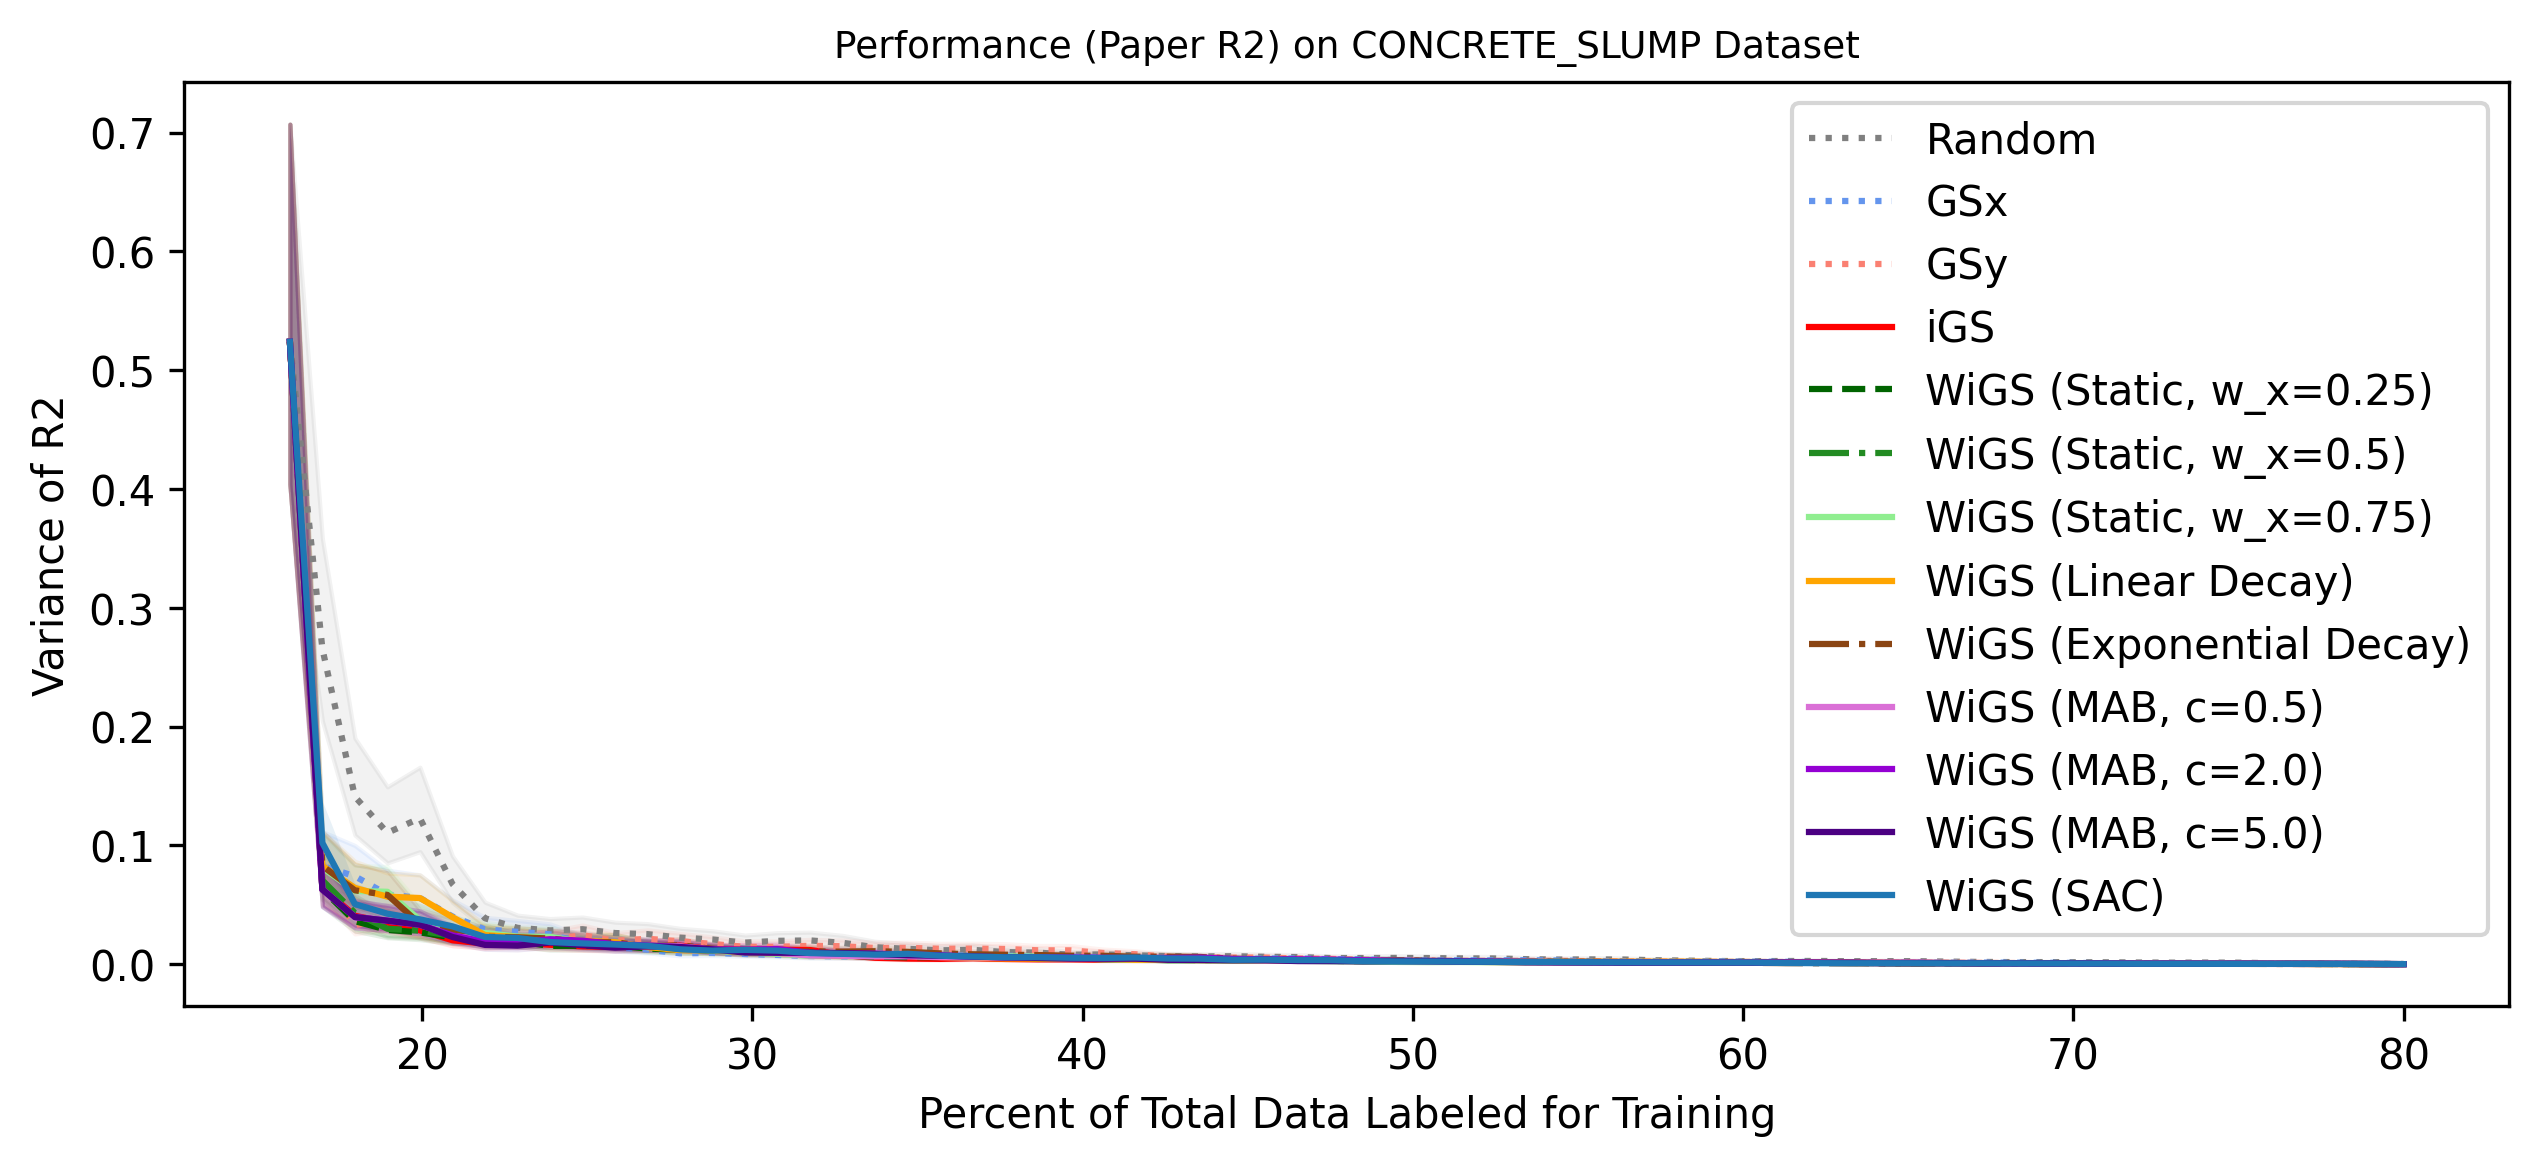 Performance (Paper R2) on CONCRETE_SLUMP Dataset
Variance of R2
0.7
0.6
0.5
0.4
0.3
0.2
0.1
0.0
Random
GSx
GSy
iGS
WiGS (Static, w_x=0.25)
WiGS (Static, w_x=0.5)
WiGS (Static, w_x=0.75)
WiGS (Linear Decay)
WiGS (Exponential Decay)
WiGS (MAB, c=0.5)
WiGS (MAB, c=2.0)
WiGS (MAB, c=5.0)
WiGS (SAC)
20 30 40 50 60 70 80
Percent of Total Data Labeled for Training